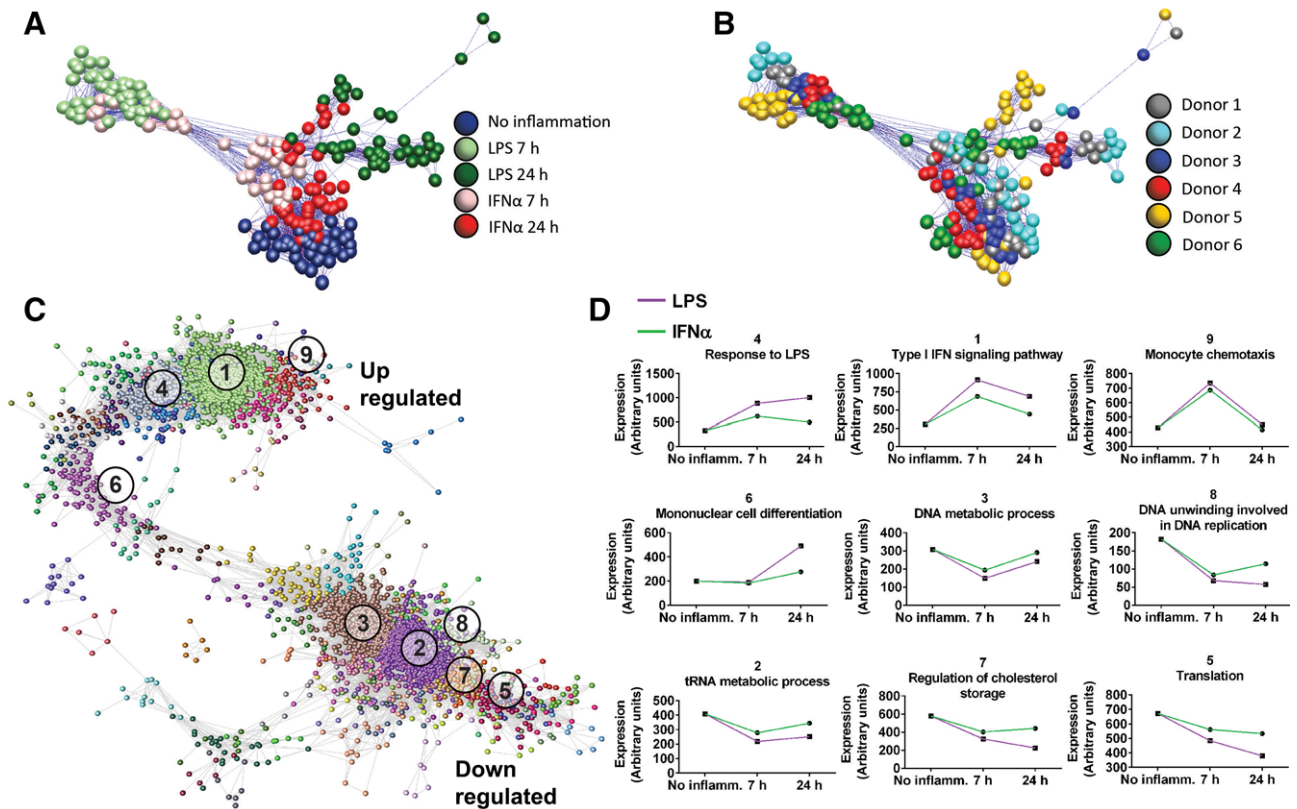 A
No inflammation
LPS 7 h
LPS 24 h
IFNα 7 h
IFNα 24 h
B
Donor 1
Donor 2
Donor 3
Donor 4
Donor 5
Donor 6
C
9
1
4
Up
regulated
6
3
8
2
7
5
Down
regulated
D
LPS
IFNα
4
Response to LPS
Expression
(Arbitrary units)
1500
1000
500
0
No inflamm. 7 h 24 h
1
Type I IFN signaling pathway
Expression
(Arbitrary units)
1000
750
500
250
0
No inflamm. 7 h 24 h
9
Monocyte chemotaxis
Expression
(Arbitrary units)
800
700
600
500
400
300
No inflamm. 7 h 24 h
6
Mononuclear cell differentiation
Expression
(Arbitrary units)
600
400
200
0
No inflamm. 7 h 24 h
3
DNA metabolic process
Expression
(Arbitrary units)
400
300
200
100
0
No inflamm. 7 h 24 h
8
DNA unwinding involved
in DNA replication
Expression
(Arbitrary units)
200
150
100
50
0
No inflamm. 7 h 24 h
2
tRNA metabolic process
Expression
(Arbitrary units)
500
400
300
200
100
0
No inflamm. 7 h 24 h
7
Regulation of cholesterol
storage
Expression
(Arbitrary units)
800
600
400
200
0
No inflamm. 7 h 24 h
5
Translation
Expression
(Arbitrary units)
800
700
600
500
400
300
No inflamm. 7 h 24 h